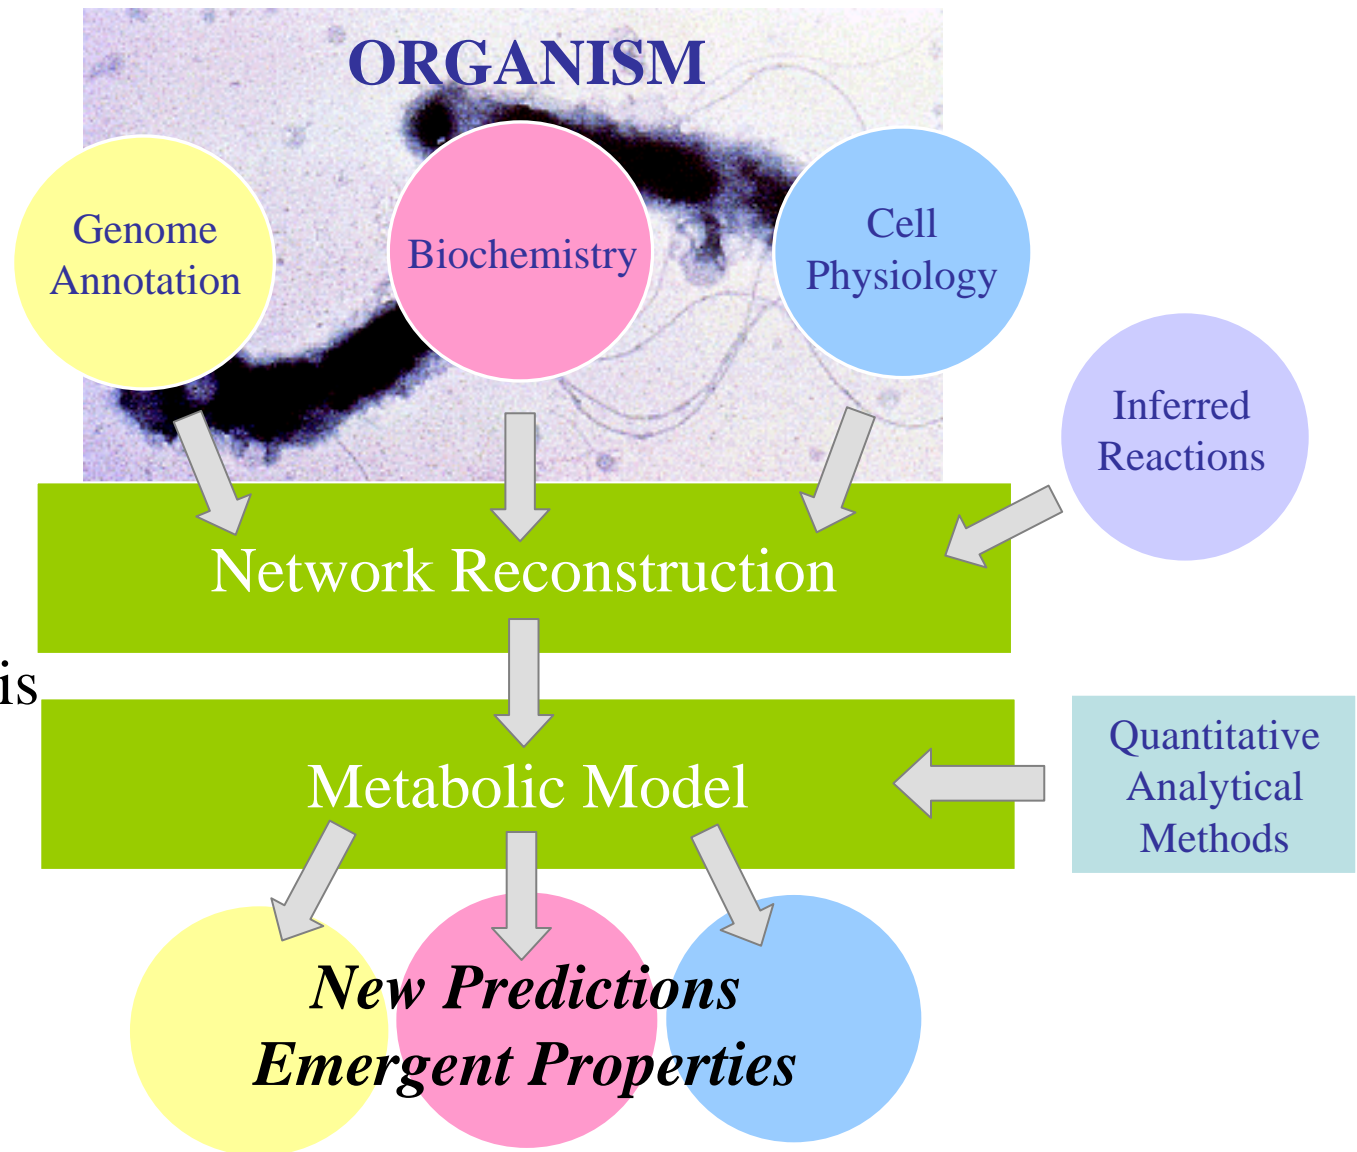 ORGANISM
Genome
Annotation
Biochemistry
Cell
Physiology
Inferred
Reactions
Network Reconstruction
is
Metabolic Model
Quantitative
Analytical
Methods
New Predictions
Emergent Properties